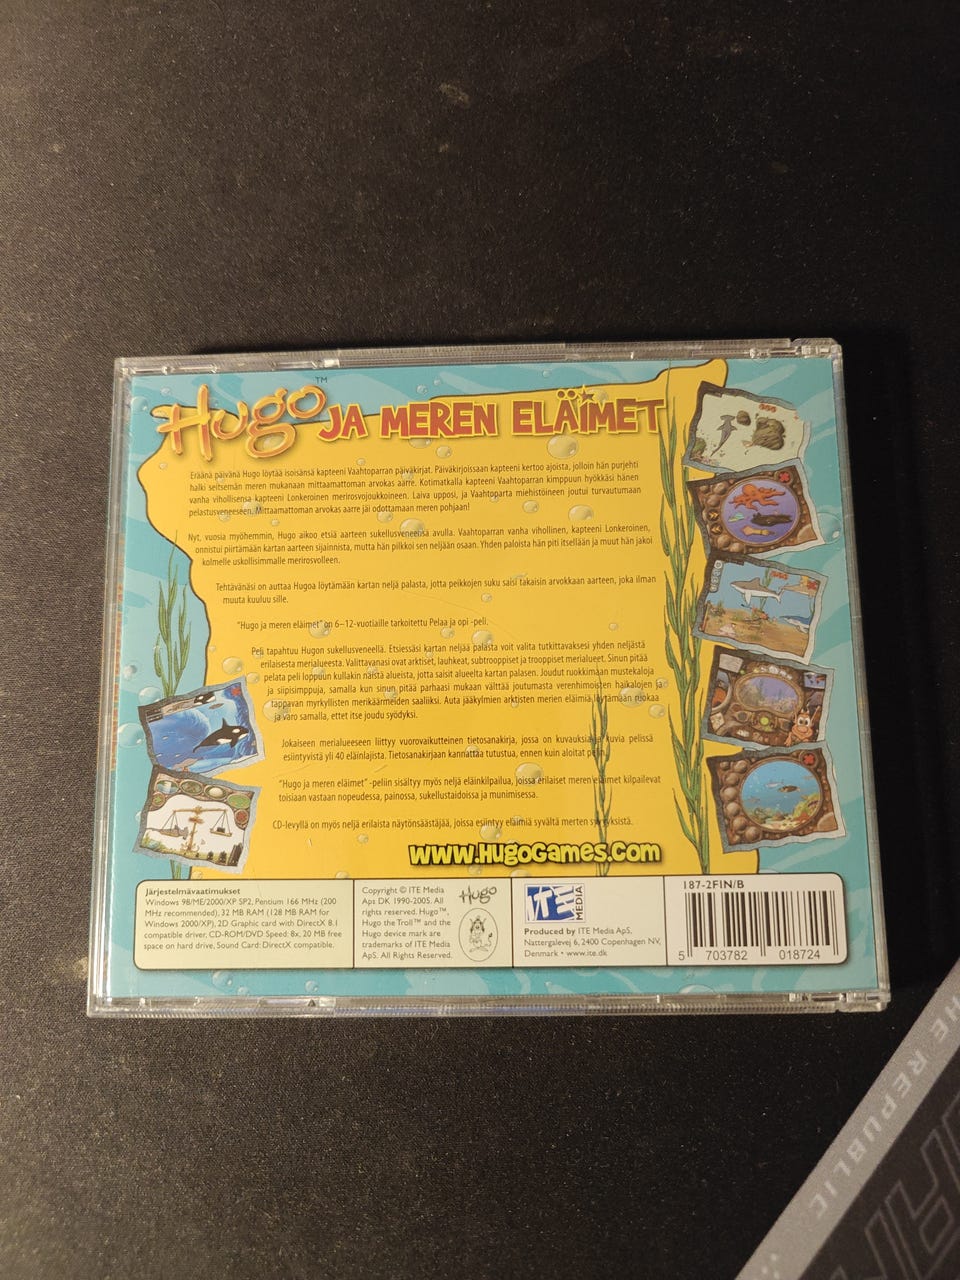 Hugo™ JA MEREN ELÄIMET
Eräänä päivänä Hugo löytää isoisänsä kapteeni Vaahtoparran päiväkirjat. Päiväkirjoissaan kapteeni kertoo ajoista, jolloin hän purjehti
halki seitsemän meren mukanaan mittaamattoman arvokas aarre. Kotimatkalla kapteeni Vaahtoparran kimppuun hyökkäsi hänen
vanha vihollisensa kapteeni Lonkeroinen merirosvojoukkoineen. Laiva upposi, ja Vaahtoparta miehistöineen joutui turvautumaan
pelastusveneeseen. Mittaamattoman arvokas aarre jäi odottamaan meren pohjaan!
Nyt, vuosia myöhemmin, Hugo aikoo etsiä aarteen sukellusveneensä avulla. Vaahtoparran vanha vihollinen, kapteeni Lonkeroinen,
onnistui piirtämään kartan aarteen sijainnista, mutta hän pilkkoi sen neljään osaan. Yhden paloista hän piti itsellään ja muut hän jakoi
kolmelle uskollisimmalle merirosvolleen.
Tehtävänäsi on auttaa Hugoa löytämään kartan neljä palasta, jotta peikkojen suku saisi takaisin arvokkaan aarteen, joka ilman
muuta kuuluu sille.
"Hugo ja meren eläimet" on 6–12-vuotiaille tarkoitettu Pelaa ja opi -peli.
Peli tapahtuu Hugon sukellusveneellä. Etsiessäsi kartan neljää palasta voit valita tutkittavaksesi yhden neljästä
erilaisesta merialueesta. Valittavanasi ovat arktiset, lauhkeat, subtrooppiset ja trooppiset merialueet. Sinun pitää
pelata peli loppuun kullakin näistä alueista, jotta saisit alueelta kartan palasen. Joudut ruokkimaan mustekaloja
ja siipisimppuja, samalla kun sinun pitää parhaasi mukaan välttää joutumasta verenhimoisten haikalojen ja
tappavan myrkyllisten merikäärmeiden saaliiksi. Auta jääkylmien arktisten merien eläimiä löytämään ruokaa
ja varo samalla, ettet itse joudu syödyksi.
Jokaiseen merialueeseen liittyy vuorovaikutteinen tietosanakirja, jossa on kuvauksia ja kuvia pelissä
esiintyvistä yli 40 eläinlajista. Tietosanakirjaan kannattaa tutustua, ennen kuin aloitat pelin.
"Hugo ja meren eläimet" -peliin sisältyy myös neljä eläinkilpailua, joissa erilaiset meren eläimet kilpailevat
toisiaan vastaan nopeudessa, painossa, sukellustaidoissa ja munimisessa.
CD-levyllä on myös neljä erilaista näytönsäästäjää, joissa esiintyy eläimiä syvältä merten syvyyksistä.
www.HugoGames.com
Järjestelmävaatimukset
Windows 98/ME/2000/XP SP2, Pentium 166 MHz (200
MHz recommended), 32 MB RAM (128 MB RAM for
Windows 2000/XP), 2D Graphic card with DirectX 8.1
compatible driver, CD-ROM/DVD Speed: 8x, 20 MB free
space on hard drive, Sound Card: DirectX compatible.
Copyright © ITE Media
Aps DK 1990-2005. All
rights reserved. Hugo™,
Hugo the Troll™ and the
Hugo device mark are
trademarks of ITE Media
ApS. All Rights Reserved.
Hugo
ITE MEDIA
Produced by ITE Media ApS,
Nattergalevej 6, 2400 Copenhagen NV,
Denmark • www.ite.dk
187-2FIN/B
5 703782 018724
THE REPUBLIC